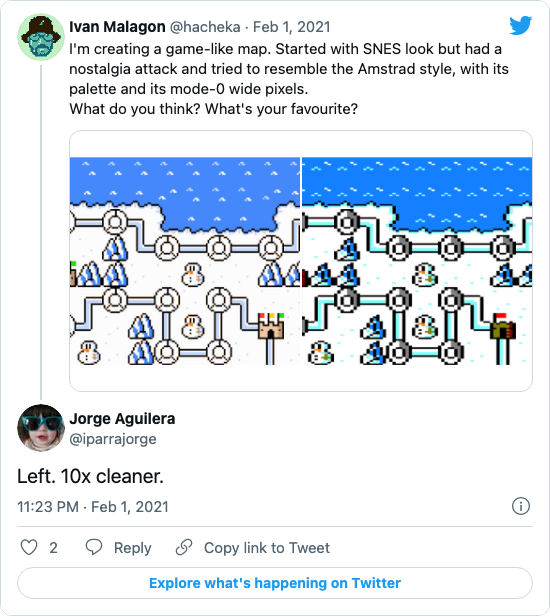 Ivan Malagon @hacheka · Feb 1, 2021
I'm creating a game-like map. Started with SNES look but had a
nostalgia attack and tried to resemble the Amstrad style, with its
palette and its mode-0 wide pixels.
What do you think? What's your favourite?
Jorge Aguilera
@iparrajorge
Left. 10x cleaner.
11:23 PM · Feb 1, 2021
2 Reply Copy link to Tweet
Explore what's happening on Twitter